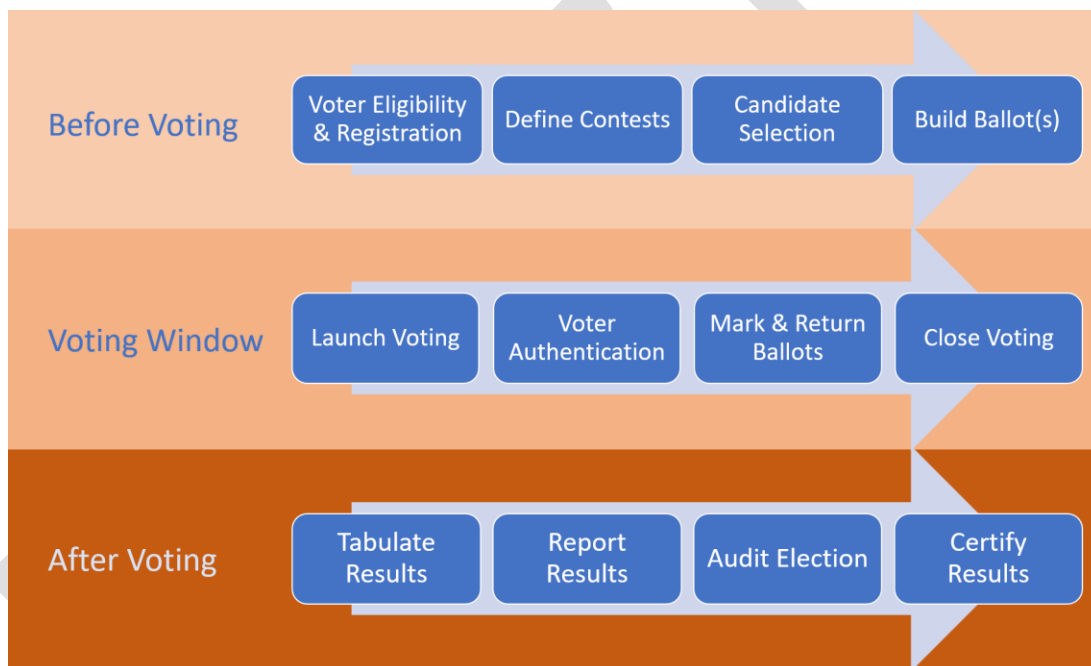 Before Voting
Voter Eligibility
& Registration
Define Contests
Candidate
Selection
Build Ballot(s)
Voting Window
Launch Voting
Voter
Authentication
Mark & Return
Ballots
Close Voting
After Voting
Tabulate
Results
Report
Results
Audit Election
Certify
Results